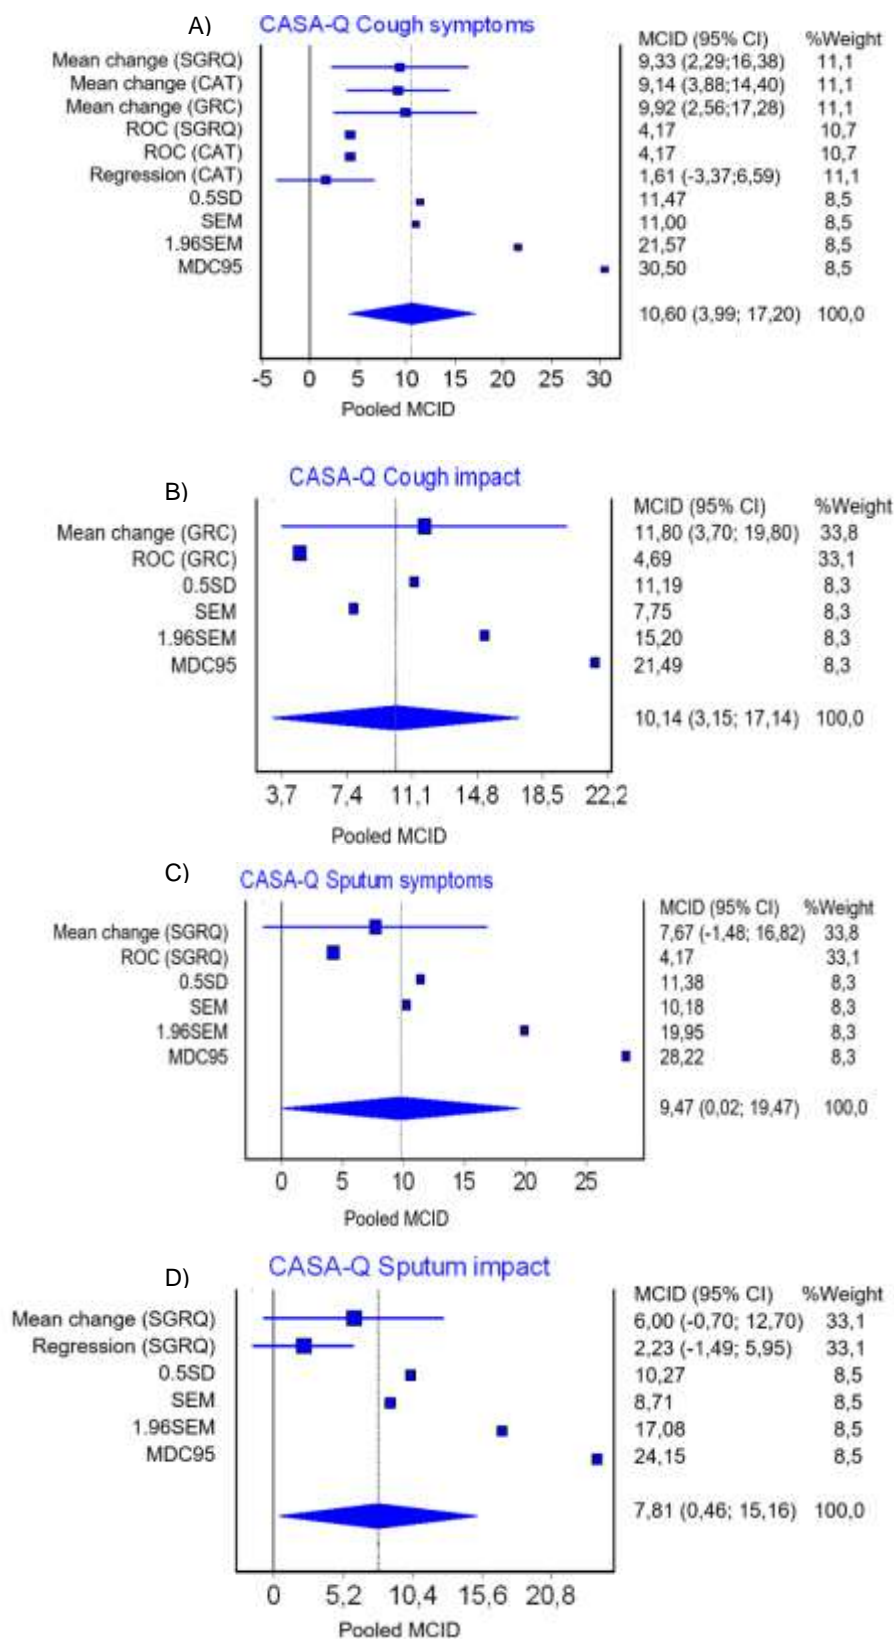 A)
CASA-Q Cough symptoms
MCID (95% CI) %Weight
Mean change (SGRQ) 9,33 (2,29;16,38) 11,1
Mean change (CAT) 9,14 (3,88;14,40) 11,1
Mean change (GRC) 9,92 (2,56;17,28) 11,1
ROC (SGRQ) 4,17 10,7
ROC (CAT) 4,17 10,7
Regression (CAT) 1,61 (-3,37;6,59) 11,1
0.5SD 11,47 8,5
SEM 11,00 8,5
1.96SEM 21,57 8,5
MDC95 30,50 8,5
10,60 (3,99; 17,20) 100,0
-5 0 5 10 15 20 25 30
Pooled MCID
B)
CASA-Q Cough impact
MCID (95% CI) %Weight
Mean change (GRC) 11,80 (3,70; 19,80) 33,8
ROC (GRC) 4,69 33,1
0.5SD 11,19 8,3
SEM 7,75 8,3
1.96SEM 15,20 8,3
MDC95 21,49 8,3
10,14 (3,15; 17,14) 100,0
3,7 7,4 11,1 14,8 18,5 22,2
Pooled MCID
C)
CASA-Q Sputum symptoms
MCID (95% CI) %Weight
Mean change (SGRQ) 7,67 (-1,48; 16,82) 33,8
ROC (SGRQ) 4,17 33,1
0.5SD 11,38 8,3
SEM 10,18 8,3
1.96SEM 19,95 8,3
MDC95 28,22 8,3
9,47 (0,02; 19,47) 100,0
0 5 10 15 20 25
Pooled MCID
D)
CASA-Q Sputum impact
MCID (95% CI) %Weight
Mean change (SGRQ) 6,00 (-0,70; 12,70) 33,1
Regression (SGRQ) 2,23 (-1,49; 5,95) 33,1
0.5SD 10,27 8,5
SEM 8,71 8,5
1.96SEM 17,08 8,5
MDC95 24,15 8,5
7,81 (0,46; 15,16) 100,0
0 5,2 10,4 15,6 20,8
Pooled MCID